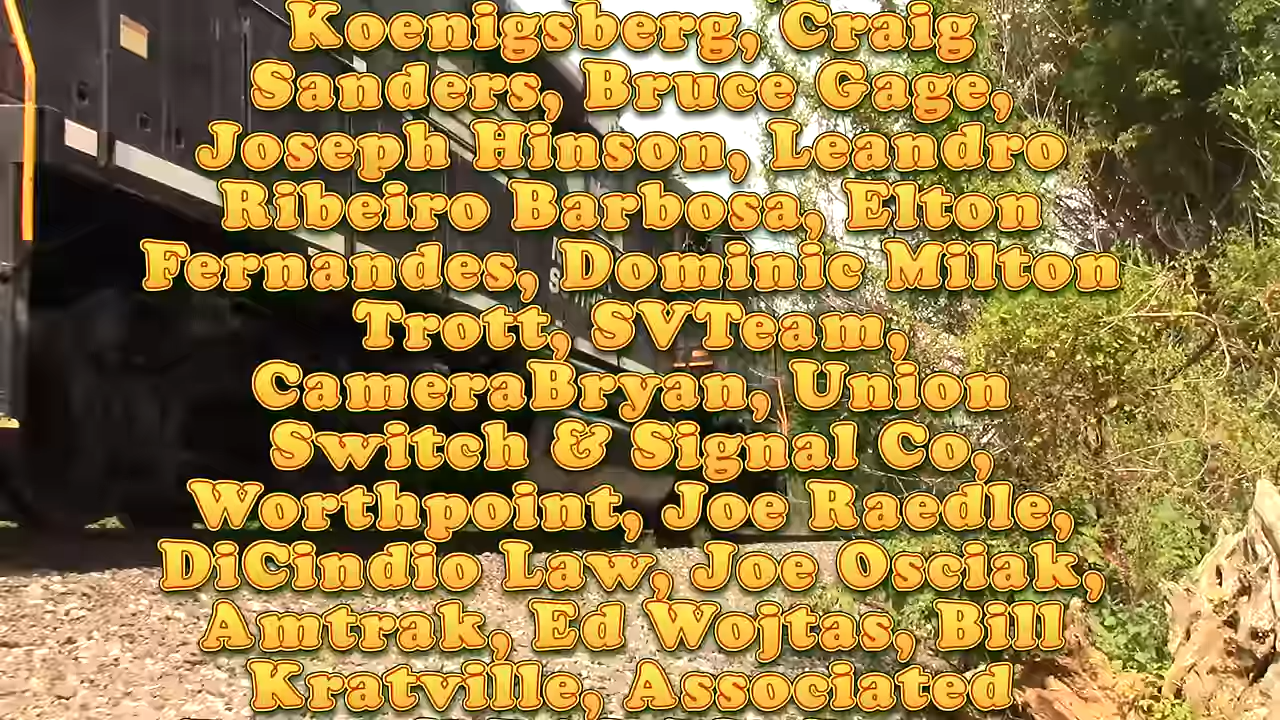 Koenigsberg, Craig
Sanders, Bruce Gage,
Joseph Hinson, Leandro
Ribeiro Barbosa, Elton
Fernandes, Dominic Milton
Trott, SVTeam,
CameraBryan, Union
Switch & Signal Co,
Worthpoint, Joe Raedle,
DiCindio Law, Joe Osciak,
Amtrak, Ed Wojtas, Bill
Kratville, Associated